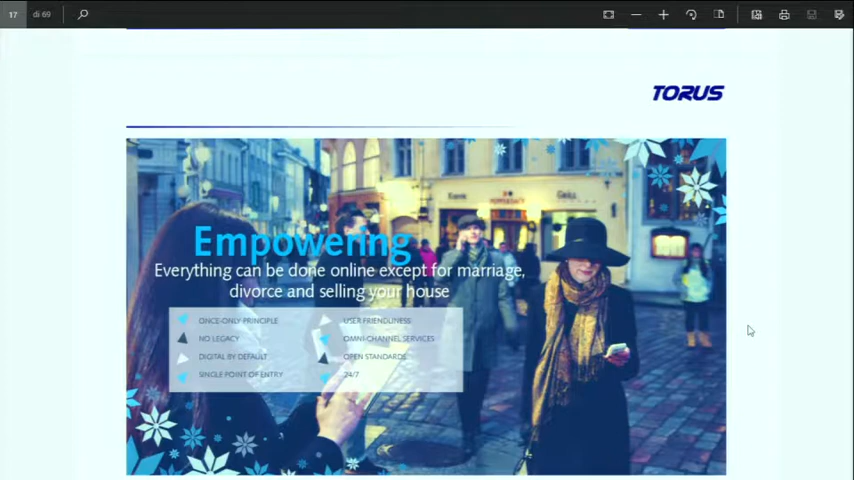 17 di 69
TORUS
Empowering
Everything can be done online except for marriage,
divorce and selling your house
ONCE-ONLY-PRINCIPLE
NO LEGACY
DIGITAL BY DEFAULT
SINGLE POINT OF ENTRY
USER FRIENDLINESS
OMNI-CHANNEL SERVICES
OPEN STANDARDS
24/7